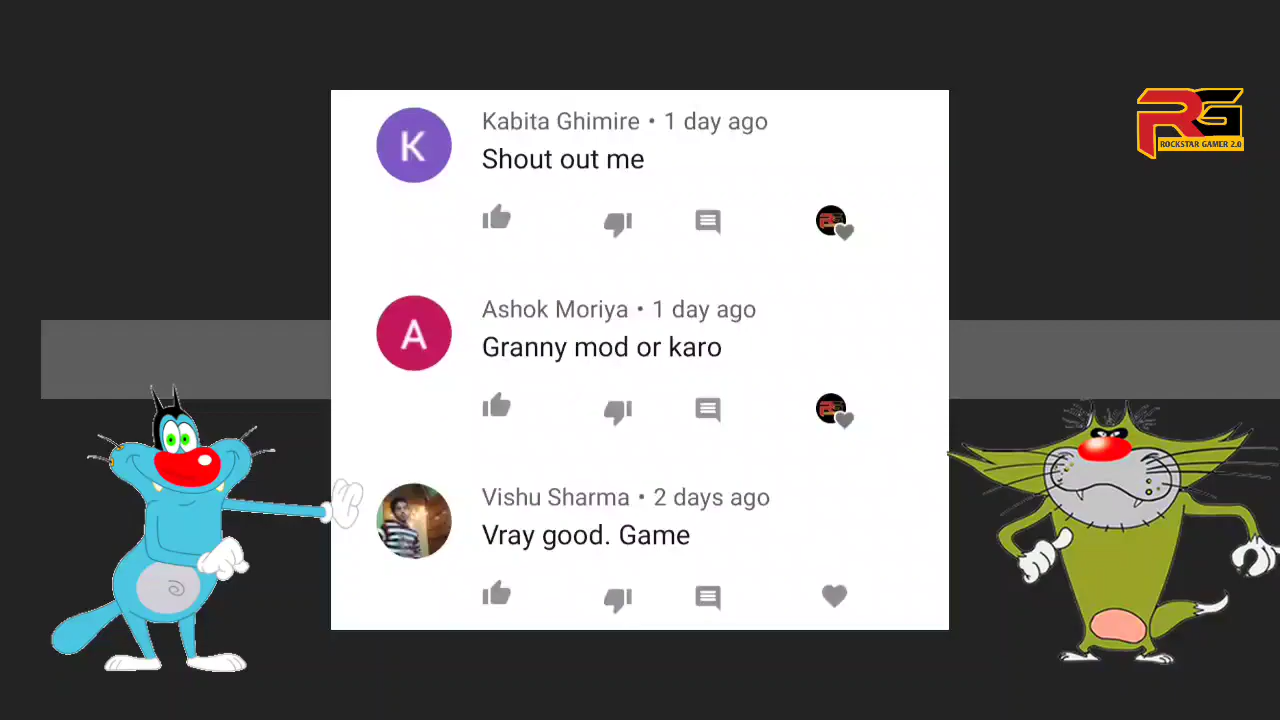 K
Kabita Ghimire • 1 day ago
Shout out me
RG
ROCKSTAR GAMER 2.0
A
Ashok Moriya • 1 day ago
Granny mod or karo
Vishu Sharma • 2 days ago
Vray good. Game